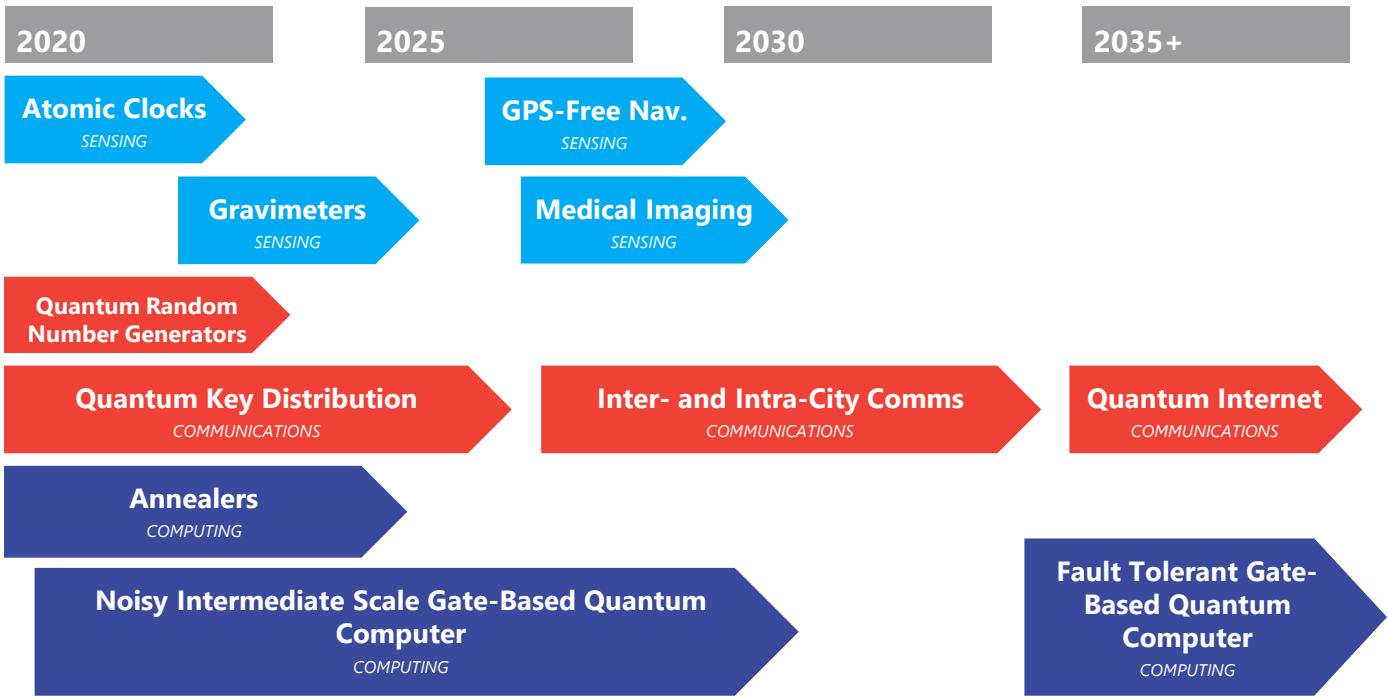 2020
2025
2030
2035+
Atomic Clocks
SENSING
GPS-Free Nav.
SENSING
Gravimeters
SENSING
Medical Imaging
SENSING
Quantum Random
Number Generators
Quantum Key Distribution
COMMUNICATIONS
Inter- and Intra-City Comms
COMMUNICATIONS
Quantum Internet
COMMUNICATIONS
Annealers
COMPUTING
Noisy Intermediate Scale Gate-Based Quantum
Computer
COMPUTING
Fault Tolerant Gate-
Based Quantum
Computer
COMPUTING